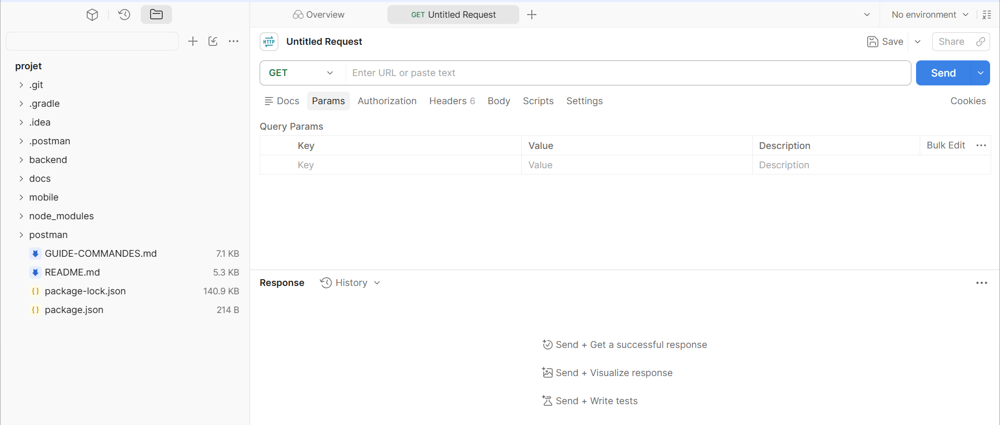 Overview
GET Untitled Request
No environment
HTTP Untitled Request
Save
Share
projet
GET
Enter URL or paste text
Send
.git
.gradle
.idea
.postman
backend
docs
mobile
node_modules
postman
GUIDE-COMMANDES.md 7.1 KB
README.md 5.3 KB
package-lock.json 140.9 KB
package.json 214 B
Docs Params Authorization Headers 6 Body Scripts Settings Cookies
Query Params
Key Value Description Bulk Edit
Key Value Description
Response History
Send + Get a successful response
Send + Visualize response
Send + Write tests